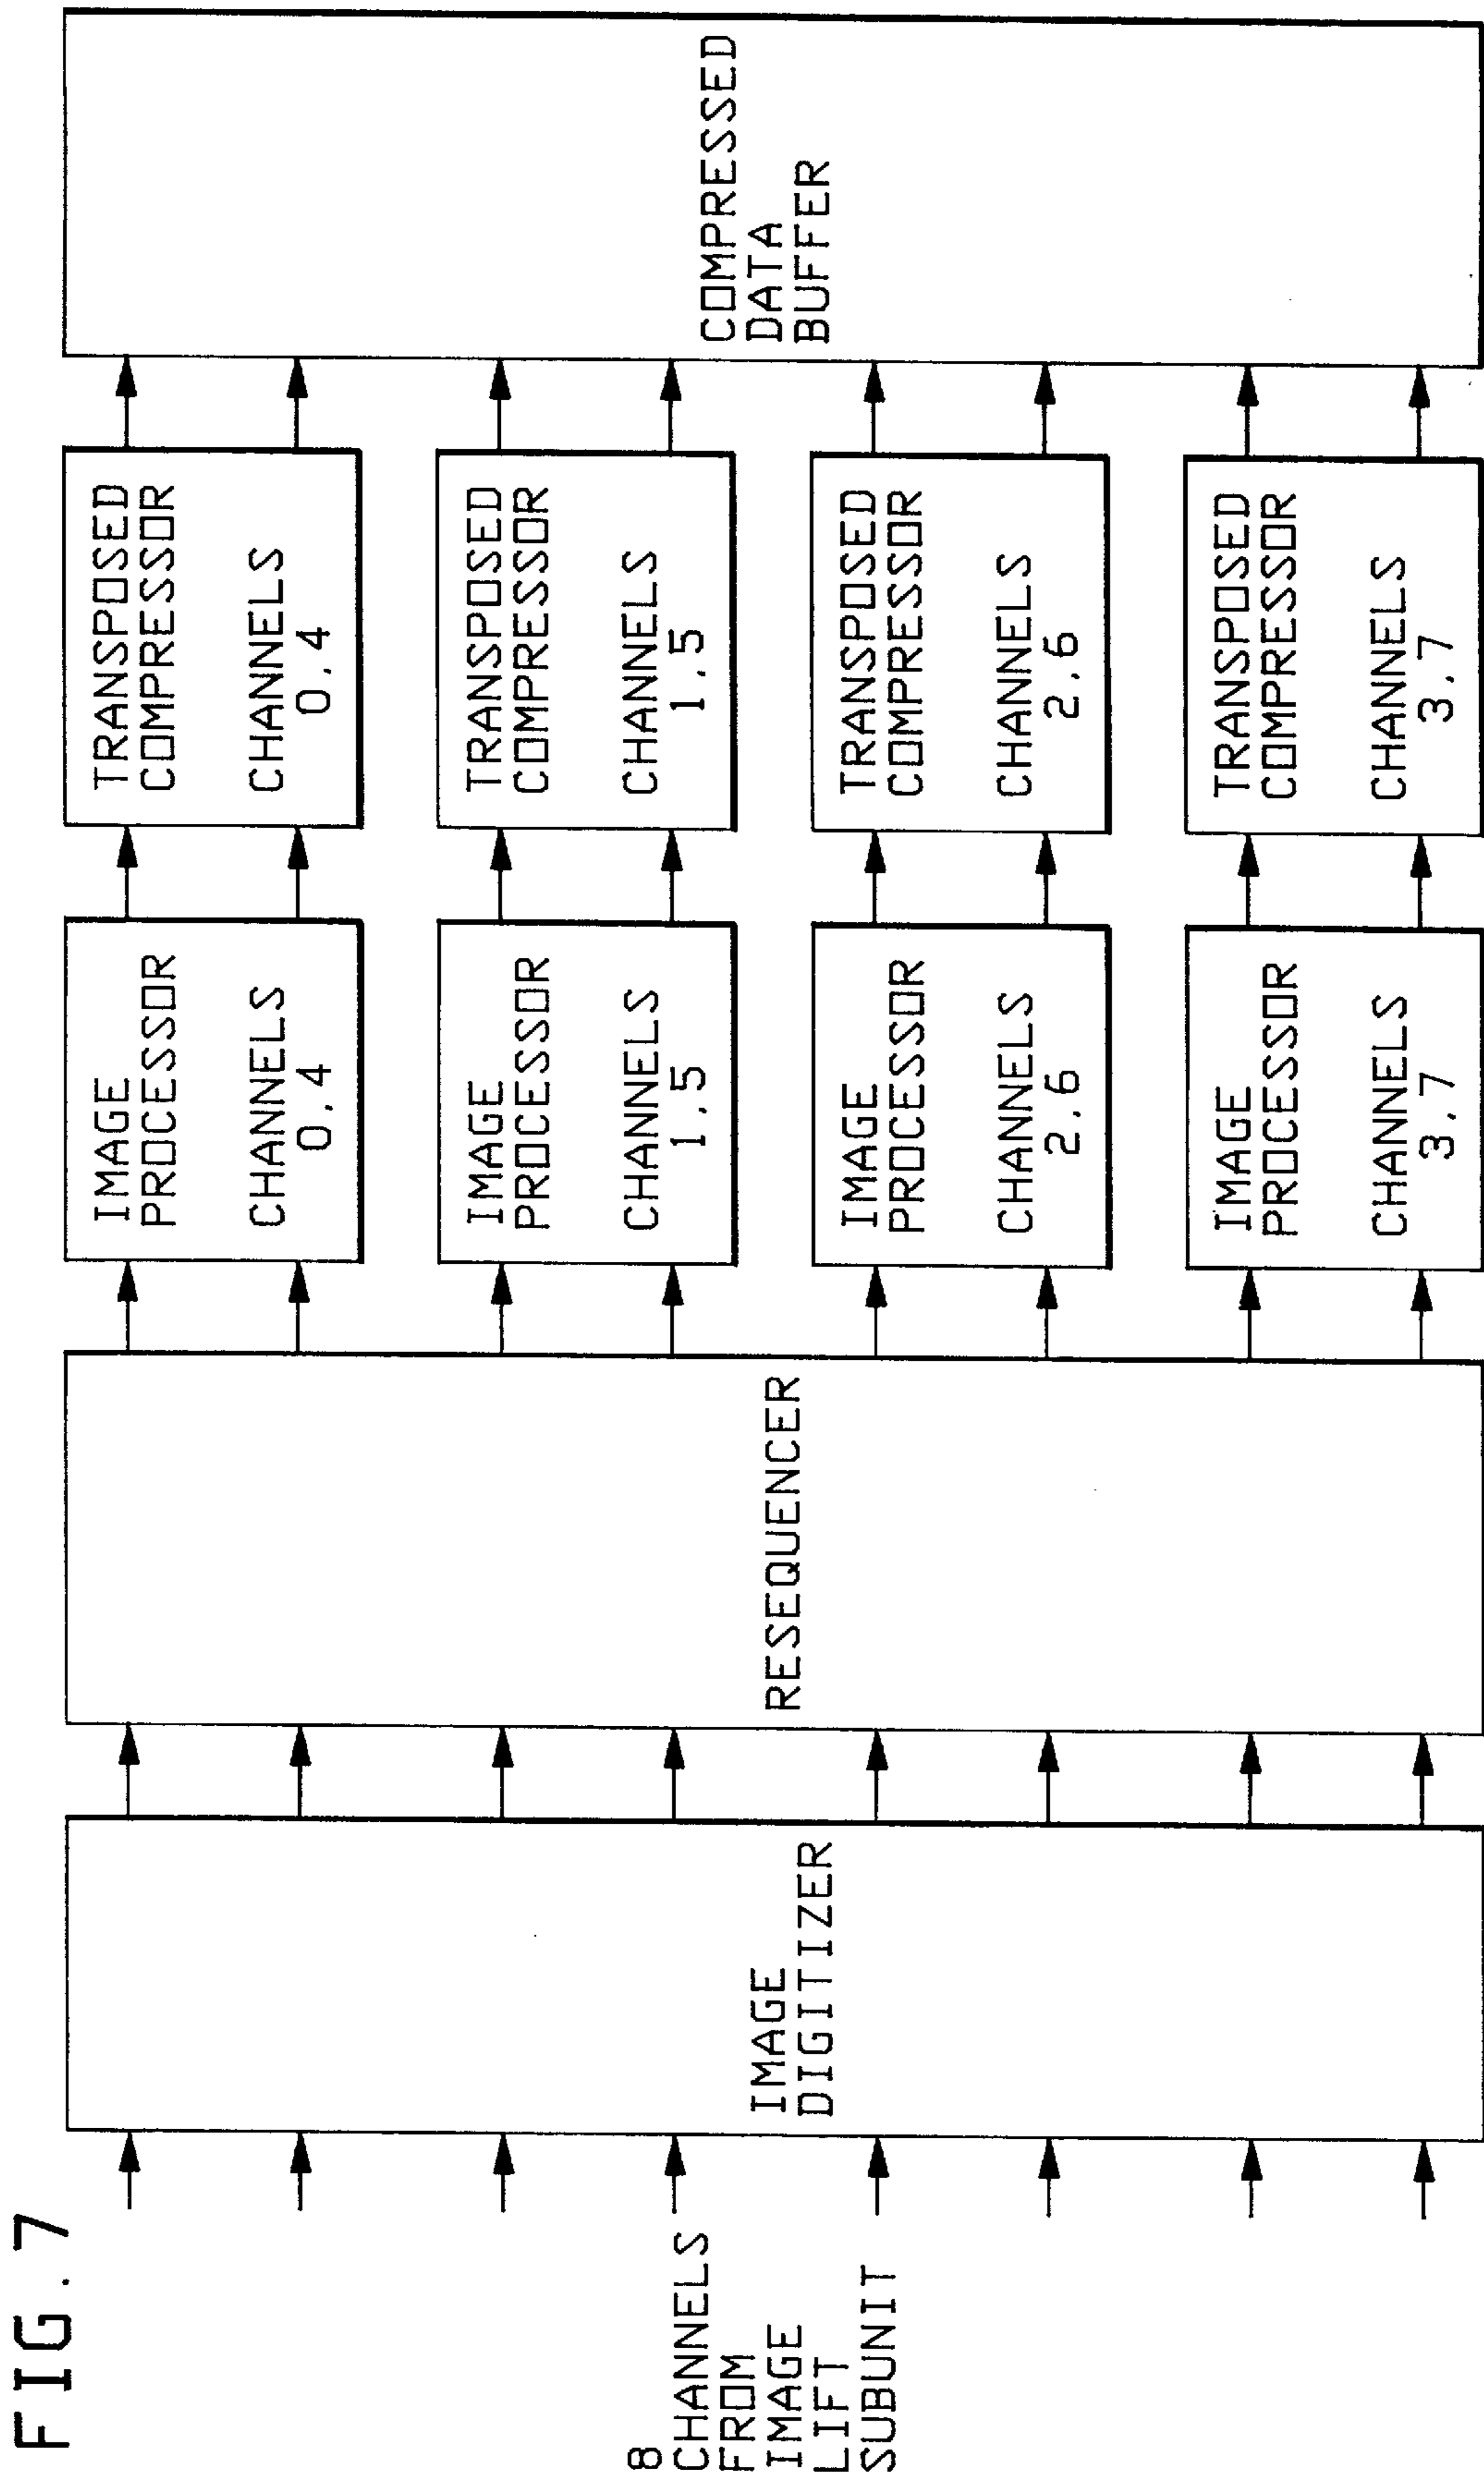 FIG. 7
8
CHANNELS
FROM
IMAGE
LIFT
SUBUNIT
IMAGE
DIGITIZER
RESEQUENCER
IMAGE
PROCESSOR
CHANNELS
0,4
IMAGE
PROCESSOR
CHANNELS
1,5
IMAGE
PROCESSOR
CHANNELS
2,6
IMAGE
PROCESSOR
CHANNELS
3,7
TRANSPOSED
COMPRESSOR
CHANNELS
0,4
TRANSPOSED
COMPRESSOR
CHANNELS
1,5
TRANSPOSED
COMPRESSOR
CHANNELS
2,6
TRANSPOSED
COMPRESSOR
CHANNELS
3,7
COMPRESSED
DATA
BUFFER